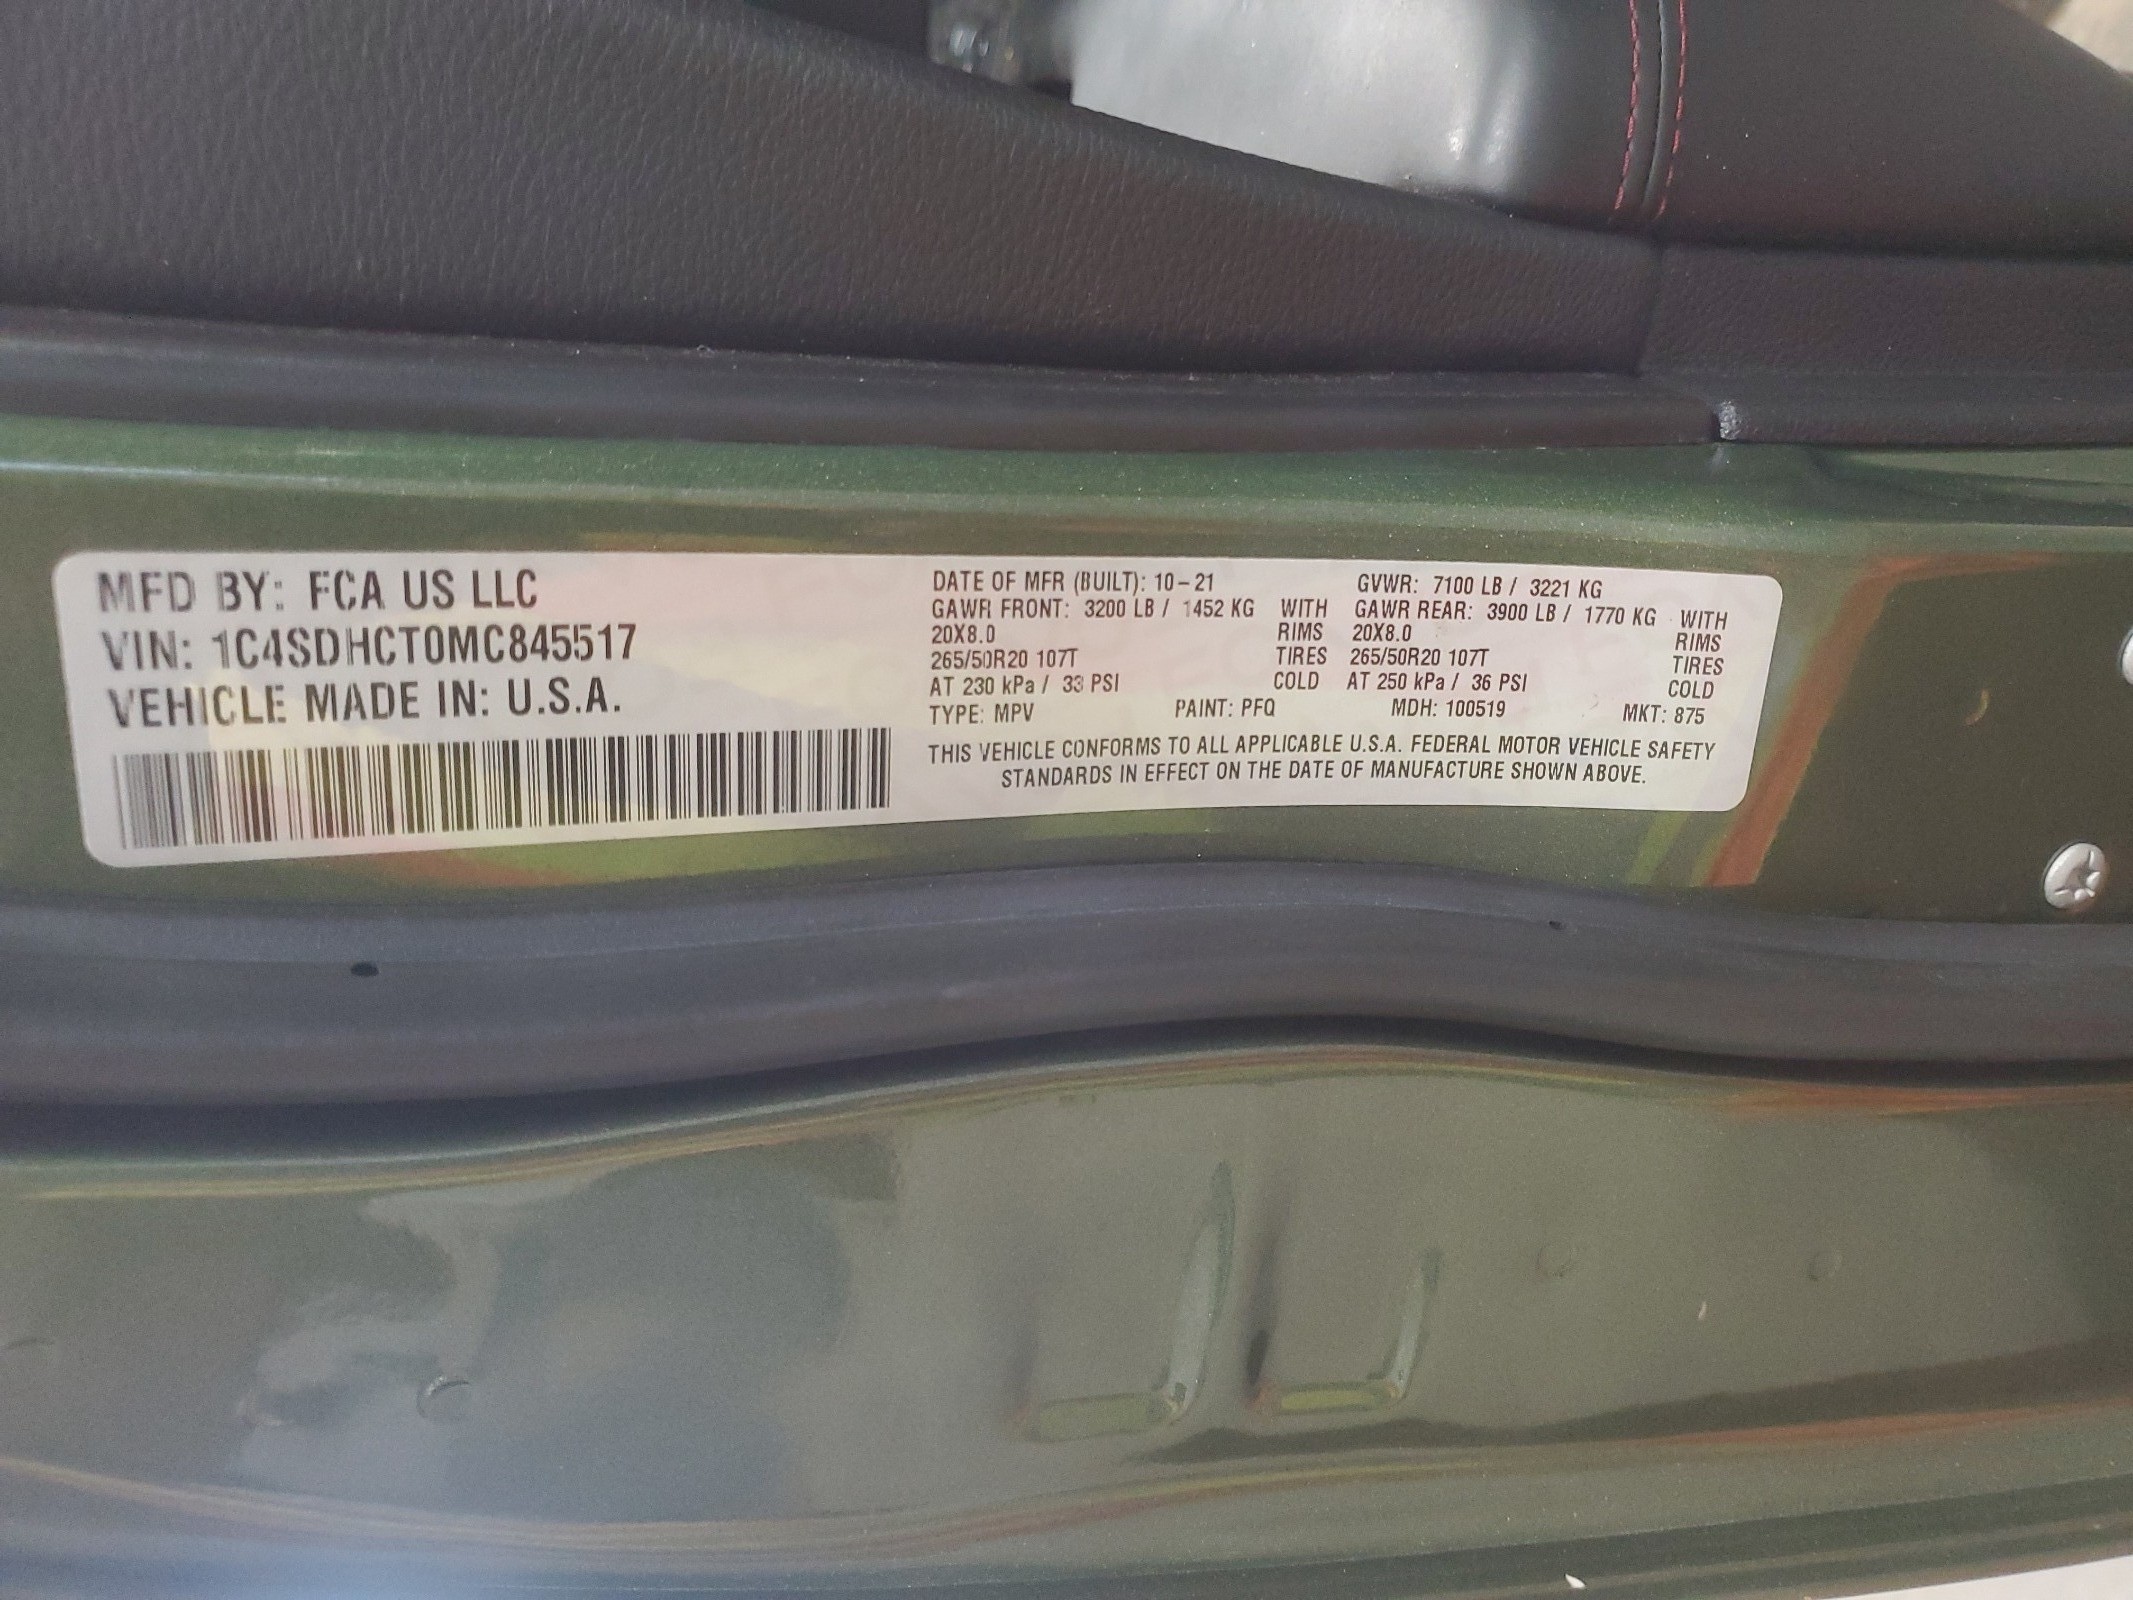 MFD BY: FCA US LLC
VIN: 1C4SDHCT0MC845517
VEHICLE MADE IN: U.S.A.
DATE OF MFR (BUILT): 10-21 GVWR: 7100 LB / 3221 KG
GAWR FRONT: 3200 LB / 1452 KG WITH GAWR REAR: 3900 LB / 1770 KG WITH
20X8.0 RIMS 20X8.0 RIMS
265/50R20 107T TIRES 265/50R20 107T TIRES
AT 230 kPa / 33 PSI COLD AT 250 kPa / 36 PSI COLD
TYPE: MPV PAINT: PFQ MDH: 100519 MKT: 875
THIS VEHICLE CONFORMS TO ALL APPLICABLE U.S.A. FEDERAL MOTOR VEHICLE SAFETY
STANDARDS IN EFFECT ON THE DATE OF MANUFACTURE SHOWN ABOVE.